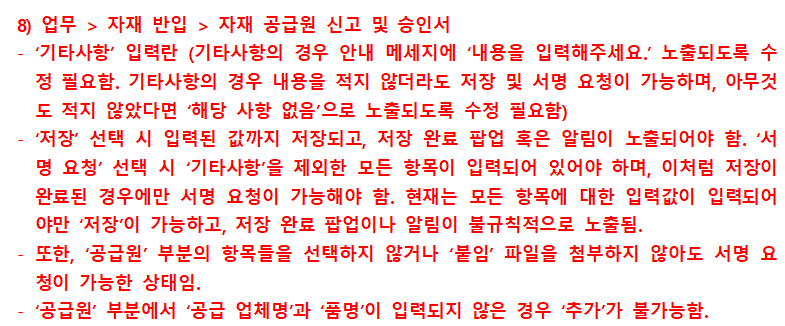 8) 업무 > 자재 반입 > 자재 공급원 신고 및 승인서
- ‘기타사항’ 입력란 (기타사항의 경우 안내 메세지에 ‘내용을 입력해주세요.’ 노출되도록 수
정 필요함. 기타사항의 경우 내용을 적지 않더라도 저장 및 서명 요청이 가능하며, 아무것
도 적지 않았다면 ‘해당 사항 없음’으로 노출되도록 수정 필요함)
- ‘저장’ 선택 시 입력된 값까지 저장되고, 저장 완료 팝업 혹은 알림이 노출되어야 함. ‘서
명 요청’ 선택 시 ‘기타사항’을 제외한 모든 항목이 입력되어 있어야 하며, 이처럼 저장이
완료된 경우에만 서명 요청이 가능해야 함. 현재는 모든 항목에 대한 입력값이 입력되어
야만 ‘저장’이 가능하고, 저장 완료 팝업이나 알림이 불규칙적으로 노출됨.
- 또한, ‘공급원’ 부분의 항목들을 선택하지 않거나 ‘붙임’ 파일을 첨부하지 않아도 서명 요
청이 가능한 상태임.
- ‘공급원’ 부분에서 ‘공급 업체명’과 ‘품명’이 입력되지 않은 경우 ‘추가’가 불가능함.